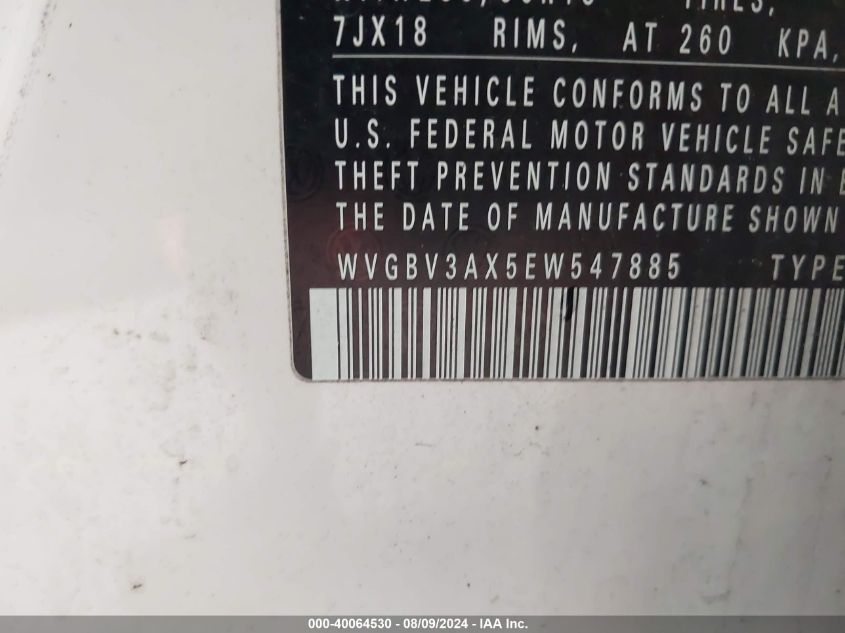 7JX18 RIMS, AT 260 KPA,
THIS VEHICLE CONFORMS TO ALL A
U.S. FEDERAL MOTOR VEHICLE SAFE
THEFT PREVENTION STANDARDS IN E
THE DATE OF MANUFACTURE SHOWN
WVGBV3AX5EW547885 TYPE
000-40064530 - 08/09/2024 - IAA Inc.